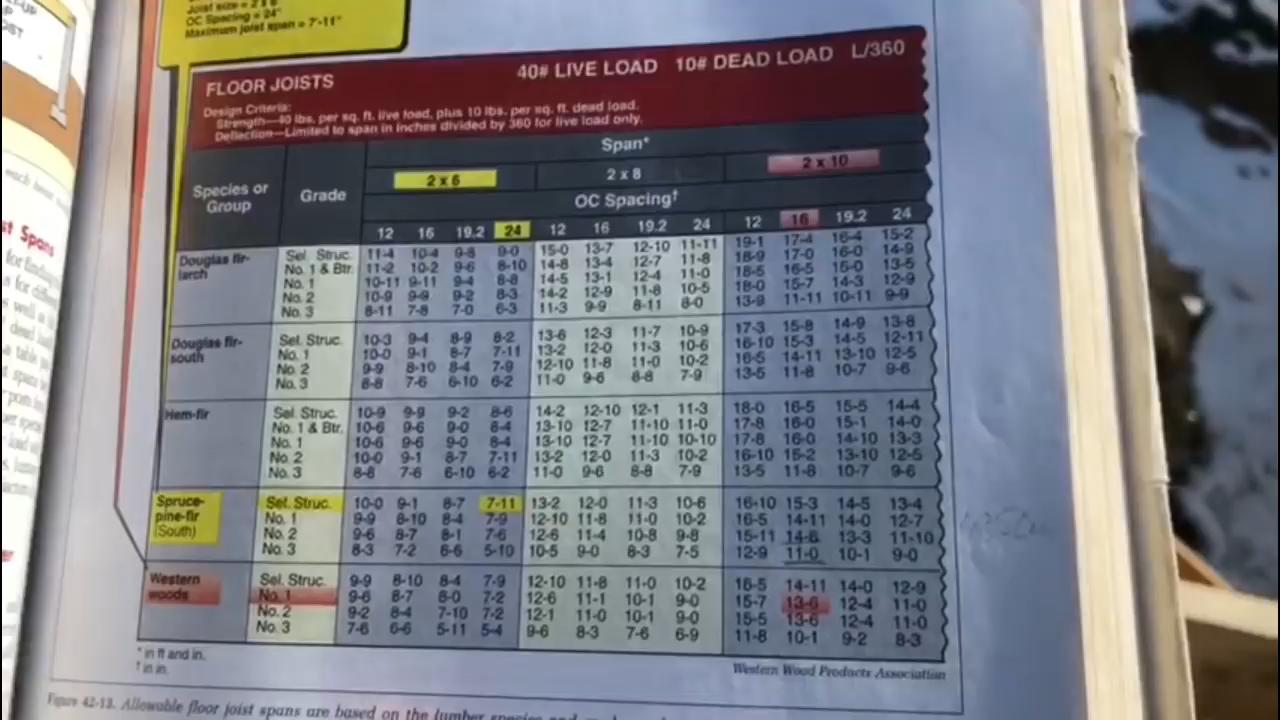 Joist size = 2 x 6
OC Spacing = 24"
Maximum joist span = 7'-11"
FLOOR JOISTS 40# LIVE LOAD 10# DEAD LOAD L/360
Design Criteria:
Strength—40 lbs. per sq. ft. live load, plus 10 lbs. per sq. ft. dead load.
Deflection—Limited to span in inches divided by 360 for live load only.
Span*
Species or Group Grade 2 x 6 2 x 8 2 x 10
OC Spacing†
12 16 19.2 24 12 16 19.2 24 12 16 19.2 24
Douglas fir-larch
Sel. Struc. 11-4 10-4 9-8 9-0 15-0 13-7 12-10 11-11 19-1 17-4 16-4 15-2
No. 1 & Btr. 11-2 10-2 9-6 8-10 14-8 13-4 12-7 11-8 18-9 17-0 16-0 14-9
No. 1 10-11 9-11 9-4 8-8 14-5 13-1 12-4 11-0 18-5 16-5 15-0 13-5
No. 2 10-9 9-9 9-2 8-3 14-2 12-9 11-8 10-5 18-0 15-7 14-3 12-9
No. 3 8-11 7-8 7-0 6-3 11-3 9-9 8-11 8-0 13-9 11-11 10-11 9-9
Douglas fir-south
Sel. Struc. 10-3 9-4 8-9 8-2 13-6 12-3 11-7 10-9 17-3 15-8 14-9 13-8
No. 1 10-0 9-1 8-7 7-11 13-2 12-0 11-3 10-6 16-10 15-3 14-5 12-11
No. 2 9-9 8-10 8-4 7-9 12-10 11-8 11-0 10-2 16-5 14-11 13-10 12-5
No. 3 8-8 7-6 6-10 6-2 11-0 9-6 8-8 7-9 13-5 11-8 10-7 9-6
Hem-fir
Sel. Struc. 10-9 9-9 9-2 8-6 14-2 12-10 12-1 11-3 18-0 16-5 15-5 14-4
No. 1 & Btr. 10-6 9-6 9-0 8-4 13-10 12-7 11-10 11-0 17-8 16-0 15-1 14-0
No. 1 10-6 9-6 9-0 8-4 13-10 12-7 11-10 10-10 17-8 16-0 14-10 13-3
No. 2 10-0 9-1 8-7 7-11 13-2 12-0 11-3 10-2 16-10 15-2 13-10 12-5
No. 3 8-8 7-6 6-10 6-2 11-0 9-6 8-8 7-9 13-5 11-8 10-7 9-6
Spruce-pine-fir (South)
Sel. Struc. 10-0 9-1 8-7 7-11 13-2 12-0 11-3 10-6 16-10 15-3 14-5 13-4
No. 1 9-9 8-10 8-4 7-9 12-10 11-8 11-0 10-2 16-5 14-11 14-0 12-7
No. 2 9-6 8-7 8-1 7-6 12-6 11-4 10-8 9-8 15-11 14-6 13-3 11-10
No. 3 8-3 7-2 6-6 5-10 10-5 9-0 8-3 7-5 12-9 11-0 10-1 9-0
Western woods
Sel. Struc. 9-9 8-10 8-4 7-9 12-10 11-8 11-0 10-2 16-5 14-11 14-0 12-9
No. 1 9-6 8-7 8-0 7-2 12-6 11-1 10-1 9-0 15-7 13-6 12-4 11-0
No. 2 9-2 8-4 7-10 7-2 12-1 11-0 10-1 9-0 15-5 13-6 12-4 11-0
No. 3 7-6 6-6 5-11 5-4 9-6 8-3 7-6 6-9 11-8 10-1 9-2 8-3
* in ft and in.
† in in.
Western Wood Products Association
Figure 42-13. Allowable floor joist spans are based on the lumber species and